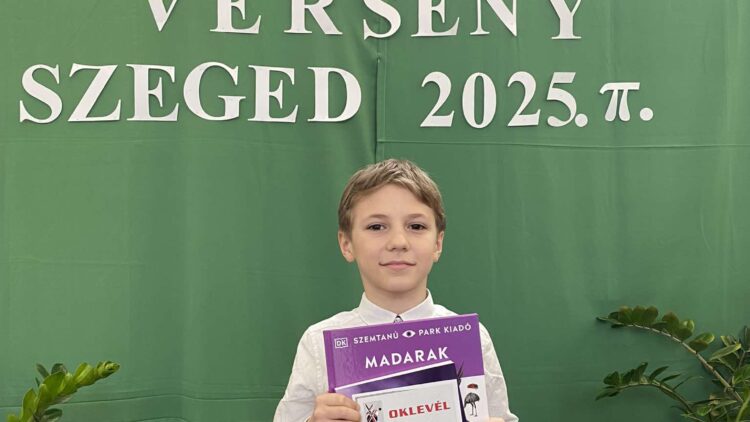 VERSENY
SZEGED 2025. π.
DK SZEMTANÚ PARK KIADÓ
MADARAK
OKLEVÉL